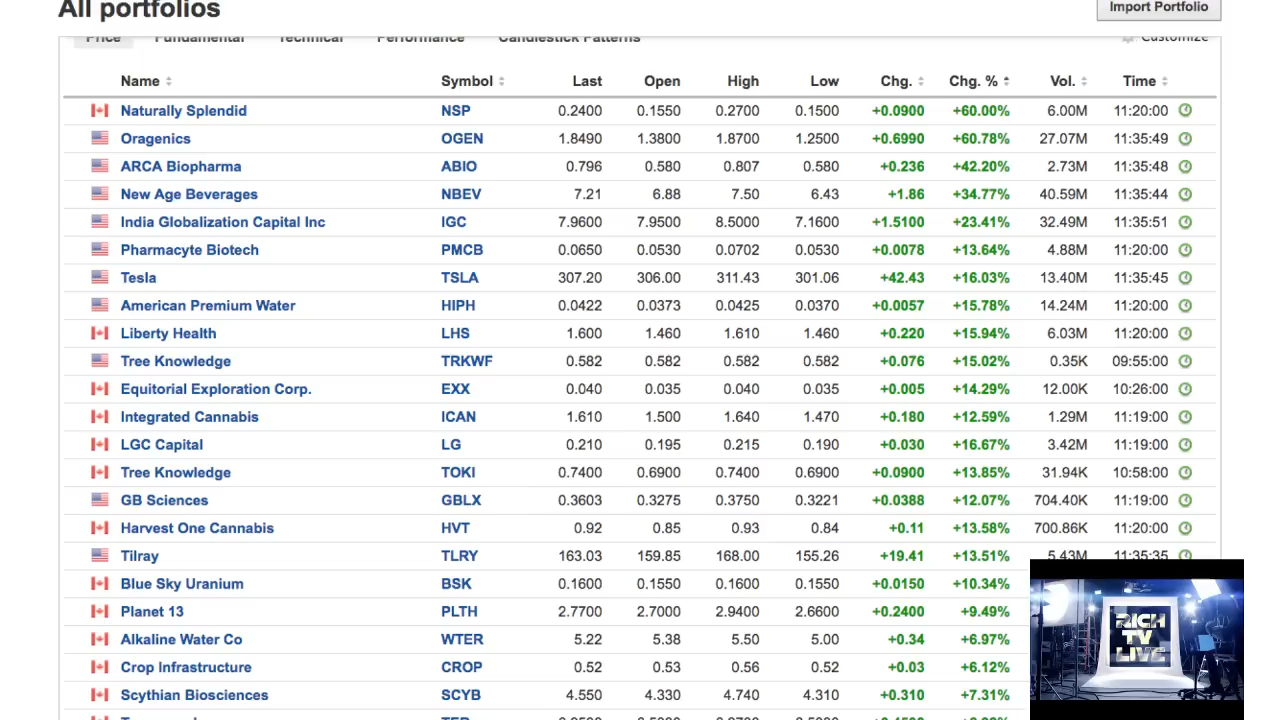 All portfolios
Import Portfolio
Price Fundamental Technical Performance Candlestick Patterns Customize
Name Symbol Last Open High Low Chg. Chg. % Vol. Time
Naturally Splendid NSP 0.2400 0.1550 0.2700 0.1500 +0.0900 +60.00% 6.00M 11:20:00
Oragenics OGEN 1.8490 1.3800 1.8700 1.2500 +0.6990 +60.78% 27.07M 11:35:49
ARCA Biopharma ABIO 0.796 0.580 0.807 0.580 +0.236 +42.20% 2.73M 11:35:48
New Age Beverages NBEV 7.21 6.88 7.50 6.43 +1.86 +34.77% 40.59M 11:35:44
India Globalization Capital Inc IGC 7.9600 7.9500 8.5000 7.1600 +1.5100 +23.41% 32.49M 11:35:51
Pharmacyte Biotech PMCB 0.0650 0.0530 0.0702 0.0530 +0.0078 +13.64% 4.88M 11:20:00
Tesla TSLA 307.20 306.00 311.43 301.06 +42.43 +16.03% 13.40M 11:35:45
American Premium Water HIPH 0.0422 0.0373 0.0425 0.0370 +0.0057 +15.78% 14.24M 11:20:00
Liberty Health LHS 1.600 1.460 1.610 1.460 +0.220 +15.94% 6.03M 11:20:00
Tree Knowledge TRKWF 0.582 0.582 0.582 0.582 +0.076 +15.02% 0.35K 09:55:00
Equitorial Exploration Corp. EXX 0.040 0.035 0.040 0.035 +0.005 +14.29% 12.00K 10:26:00
Integrated Cannabis ICAN 1.610 1.500 1.640 1.470 +0.180 +12.59% 1.29M 11:19:00
LGC Capital LG 0.210 0.195 0.215 0.190 +0.030 +16.67% 3.42M 11:19:00
Tree Knowledge TOKI 0.7400 0.6900 0.7400 0.6900 +0.0900 +13.85% 31.94K 10:58:00
GB Sciences GBLX 0.3603 0.3275 0.3750 0.3221 +0.0388 +12.07% 704.40K 11:19:00
Harvest One Cannabis HVT 0.92 0.85 0.93 0.84 +0.11 +13.58% 700.86K 11:20:00
Tilray TLRY 163.03 159.85 168.00 155.26 +19.41 +13.51% 5.43M 11:35:35
Blue Sky Uranium BSK 0.1600 0.1550 0.1600 0.1550 +0.0150 +10.34%
Planet 13 PLTH 2.7700 2.7000 2.9400 2.6600 +0.2400 +9.49%
Alkaline Water Co WTER 5.22 5.38 5.50 5.00 +0.34 +6.97%
Crop Infrastructure CROP 0.52 0.53 0.56 0.52 +0.03 +6.12%
Scythian Biosciences SCYB 4.550 4.330 4.740 4.310 +0.310 +7.31%
RICH
TV
LIVE